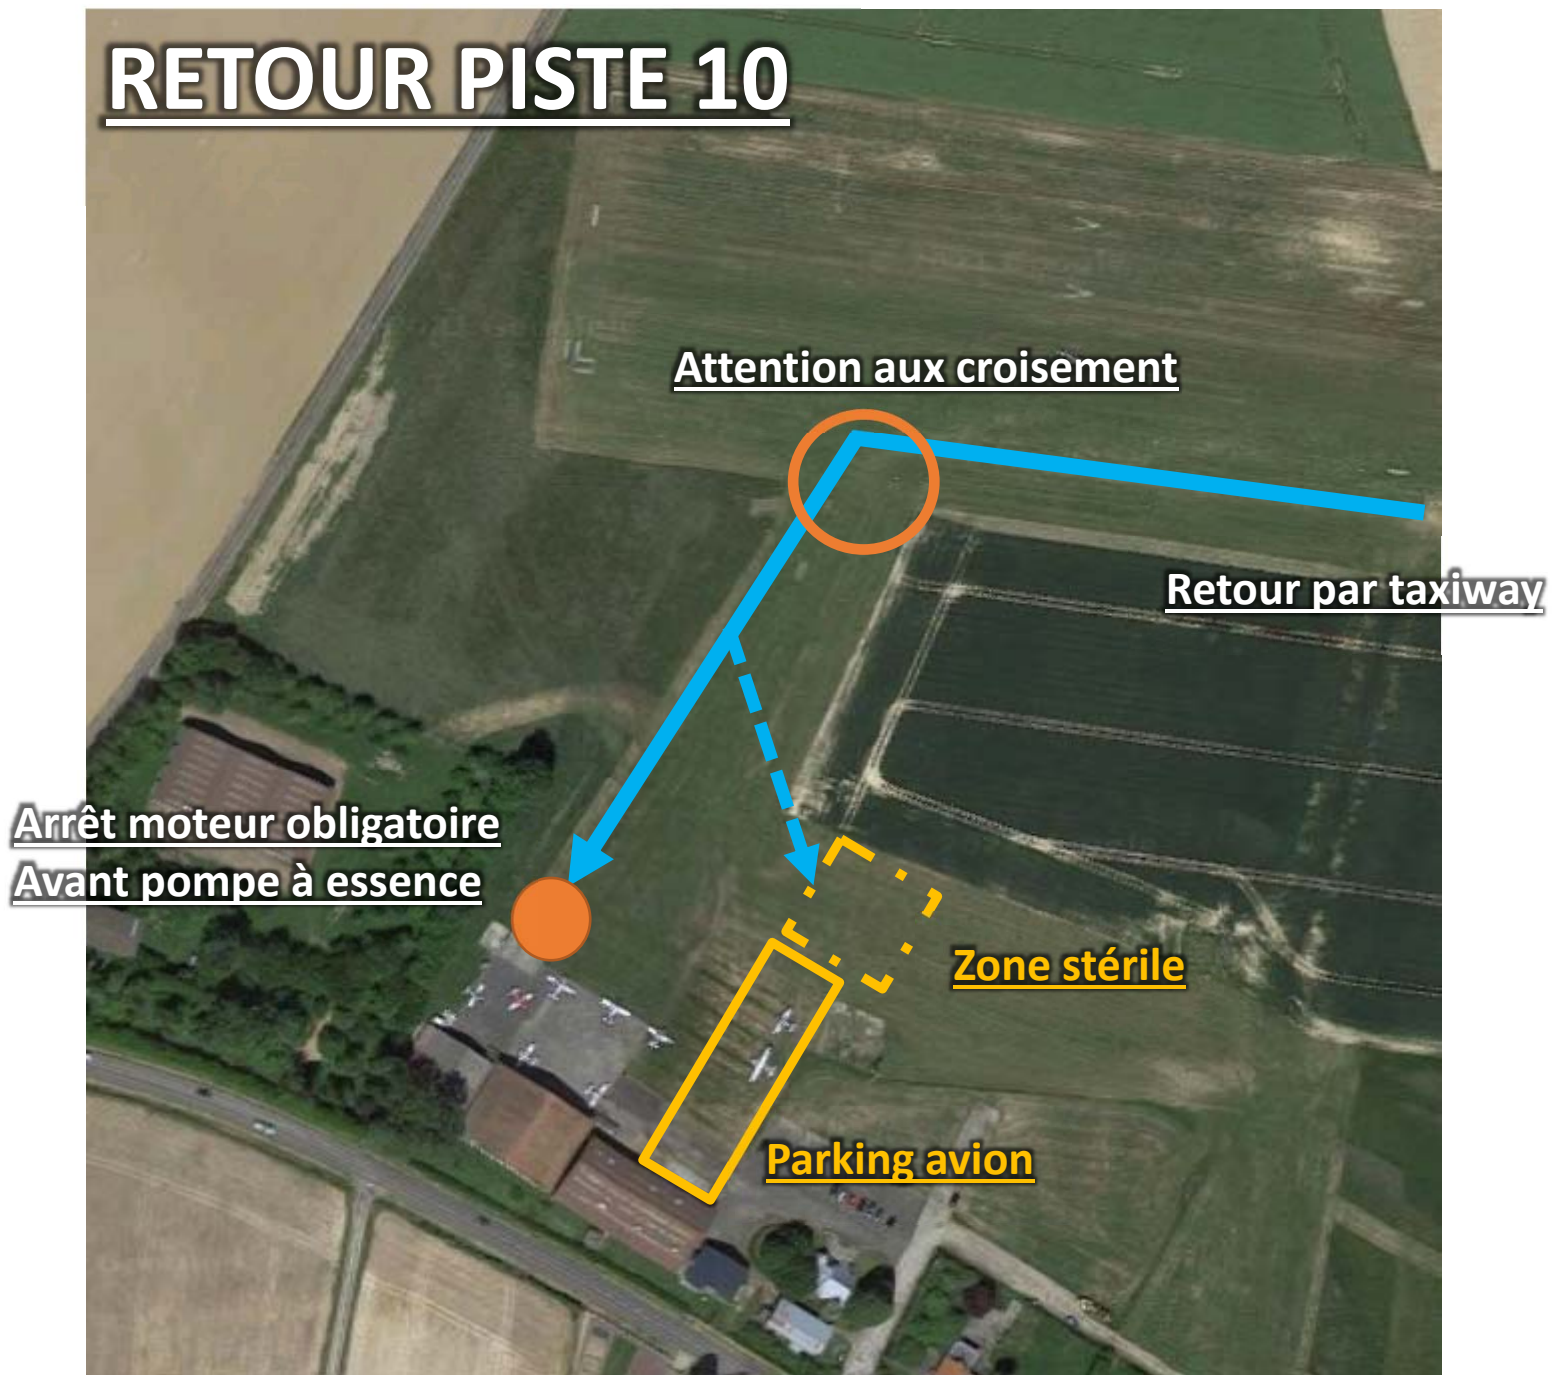 RETOUR PISTE 10
Attention aux croisement
Retour par taxiway
Arrêt moteur obligatoire
Avant pompe à essence
Zone stérile
Parking avion